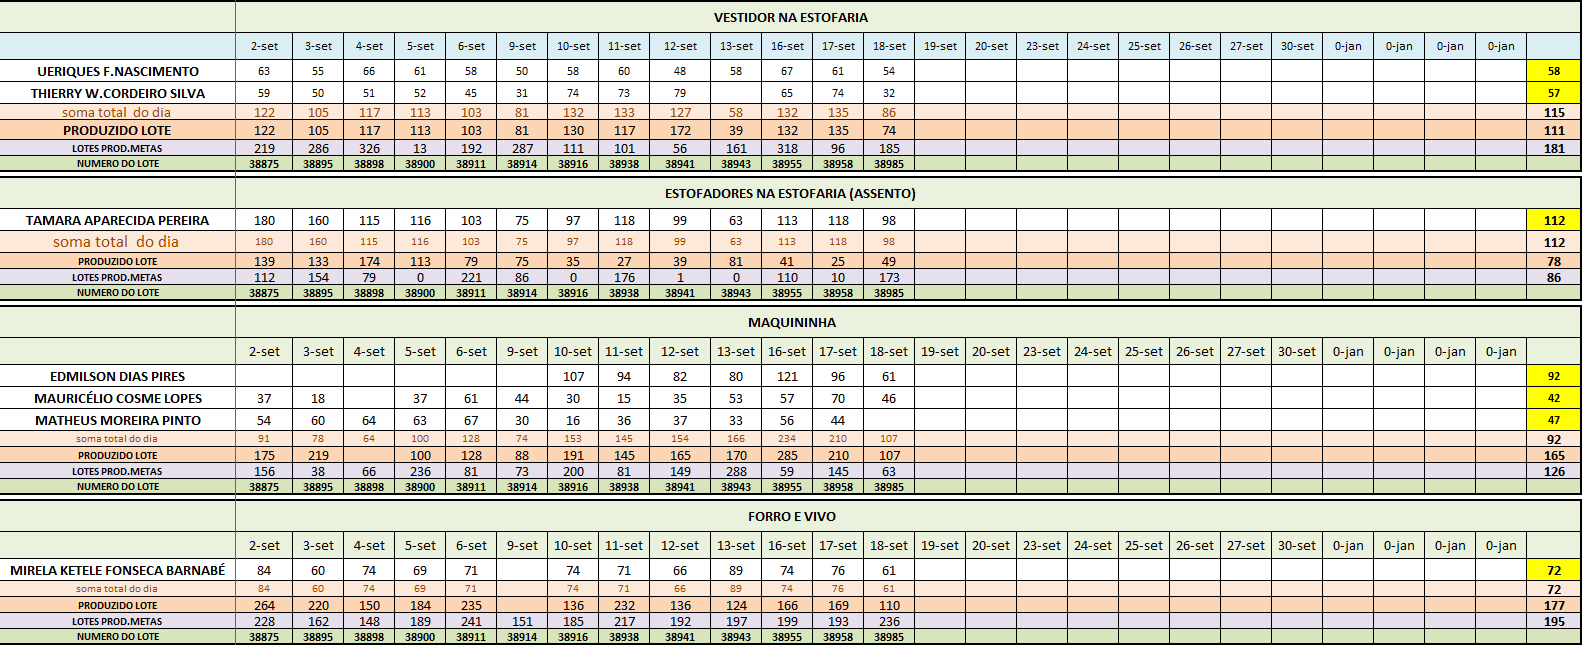 VESTIDOR NA ESTOFARIA
2-set 3-set 4-set 5-set 6-set 9-set 10-set 11-set 12-set 13-set 16-set 17-set 18-set 19-set 20-set 23-set 24-set 25-set 26-set 27-set 30-set 0-jan 0-jan 0-jan 0-jan
UERIQUES F.NASCIMENTO 63 55 66 61 58 50 58 60 48 58 67 61 54 58
THIERRY W.CORDEIRO SILVA 59 50 51 52 45 31 74 73 79 65 74 32 57
soma total do dia 122 105 117 113 103 81 132 133 127 58 132 135 86 115
PRODUZIDO LOTE 122 105 117 113 103 81 130 117 172 39 132 135 74 111
LOTES PROD.METAS 219 286 326 13 192 287 111 101 56 161 318 96 185 181
NUMERO DO LOTE 38875 38895 38898 38900 38911 38914 38916 38938 38941 38943 38955 38958 38985
ESTOFADORES NA ESTOFARIA (ASSENTO)
TAMARA APARECIDA PEREIRA 180 160 115 116 103 75 97 118 99 63 113 118 98 112
soma total do dia 180 160 115 116 103 75 97 118 99 63 113 118 98 112
PRODUZIDO LOTE 139 133 174 113 79 75 35 27 39 81 41 25 49 78
LOTES PROD.METAS 112 154 79 0 221 86 0 176 1 0 110 10 173 86
NUMERO DO LOTE 38875 38895 38898 38900 38911 38914 38916 38938 38941 38943 38955 38958 38985
MAQUININHA
2-set 3-set 4-set 5-set 6-set 9-set 10-set 11-set 12-set 13-set 16-set 17-set 18-set 19-set 20-set 23-set 24-set 25-set 26-set 27-set 30-set 0-jan 0-jan 0-jan 0-jan
EDMILSON DIAS PIRES 107 94 82 80 121 96 61 92
MAURICÉLIO COSME LOPES 37 18 37 61 44 30 15 35 53 57 70 46 42
MATHEUS MOREIRA PINTO 54 60 64 63 67 30 16 36 37 33 56 44 47
soma total do dia 91 78 64 100 128 74 153 145 154 166 234 210 107 92
PRODUZIDO LOTE 175 219 100 128 88 191 145 165 170 285 210 107 165
LOTES PROD.METAS 156 38 66 236 81 73 200 81 149 288 59 145 63 126
NUMERO DO LOTE 38875 38895 38898 38900 38911 38914 38916 38938 38941 38943 38955 38958 38985
FORRO E VIVO
2-set 3-set 4-set 5-set 6-set 9-set 10-set 11-set 12-set 13-set 16-set 17-set 18-set 19-set 20-set 23-set 24-set 25-set 26-set 27-set 30-set 0-jan 0-jan 0-jan 0-jan
MIRELA KETELE FONSECA BARNABÉ 84 60 74 69 71 74 71 66 89 74 76 61 72
soma total do dia 84 60 74 69 71 74 71 66 89 74 76 61 72
PRODUZIDO LOTE 264 220 150 184 235 136 232 136 124 166 169 110 177
LOTES PROD.METAS 228 162 148 189 241 151 185 217 192 197 199 193 236 195
NUMERO DO LOTE 38875 38895 38898 38900 38911 38914 38916 38938 38941 38943 38955 38958 38985